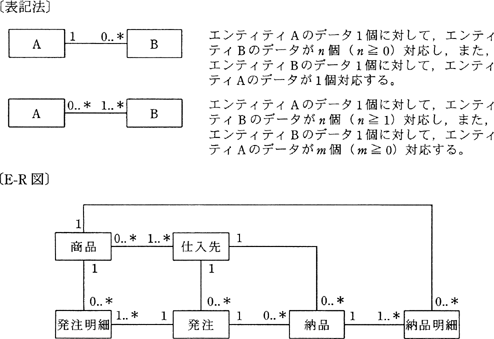 〔表記法〕
A 1 0..* B
エンティティAのデータ1個に対して，エンティ
ティBのデータがn個（n≧0）対応し，また，
エンティティBのデータ1個に対して，エンティ
ティAのデータが1個対応する。
A 0..* 1..* B
エンティティAのデータ1個に対して，エンティ
ティBのデータがn個（n≧1）対応し，また，
エンティティBのデータ1個に対して，エンティ
ティAのデータがm個（m≧0）対応する。
〔E-R図〕
1
商品 0..* 1..* 仕入先 1
1 1
0..* 0..* 0..* 0..*
発注明細 1..* 1 発注 1 0..* 納品 1 1..* 納品明細